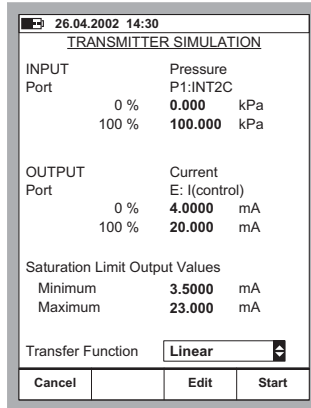 26.04.2002 14:30
TRANSMITTER SIMULATION
INPUT Pressure
Port P1:INT2C
0 % 0.000 kPa
100 % 100.000 kPa
OUTPUT Current
Port E: I(control)
0 % 4.0000 mA
100 % 20.000 mA
Saturation Limit Output Values
Minimum 3.5000 mA
Maximum 23.000 mA
Transfer Function Linear
Cancel Edit Start